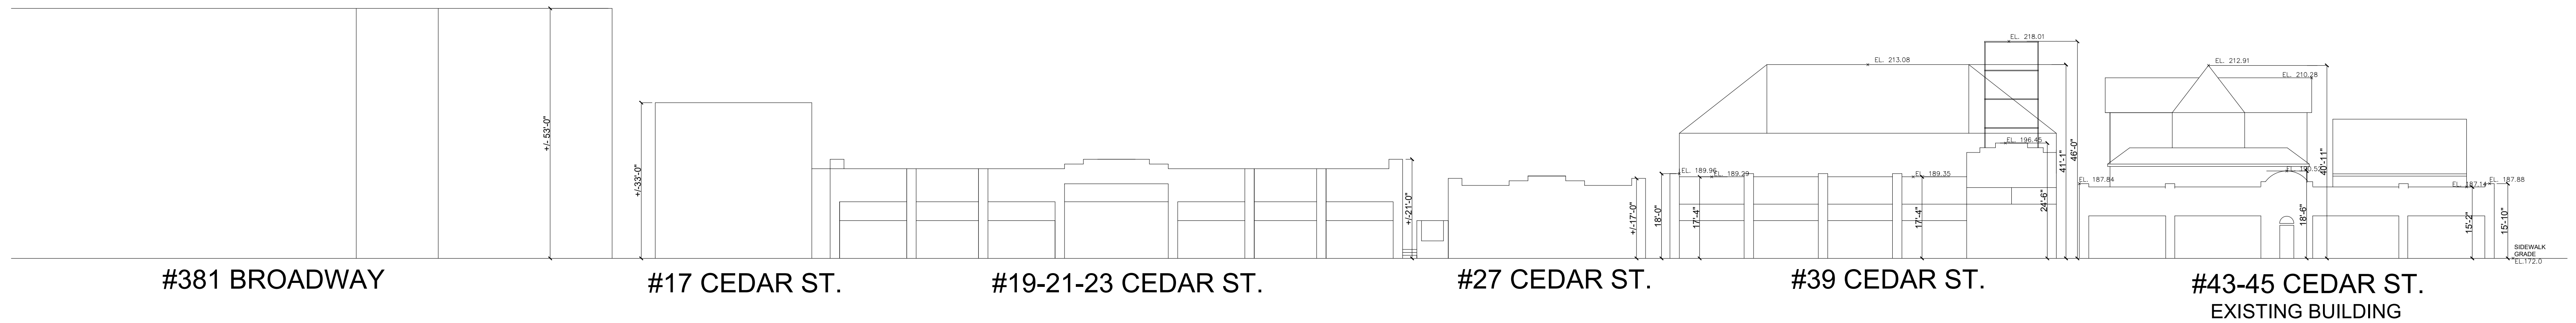 +/- 53'-0"
#381 BROADWAY
+/-33'-0"
#17 CEDAR ST.
+/-21'-0"
#19-21-23 CEDAR ST.
+/-17'-0"
#27 CEDAR ST.
EL. 218.01
EL. 213.08
EL. 196.45
EL. 189.96
EL. 189.29
EL. 189.35
18'-0"
17'-4"
17'-4"
24'-6"
41'-1"
46'-0"
#39 CEDAR ST.
EL. 212.91
EL. 210.28
EL. 190.52
EL. 187.84
EL. 187.14
EL. 187.88
40'-11"
18'-6"
15'-2"
15'-10"
SIDEWALK
GRADE
EL.172.0
#43-45 CEDAR ST.
EXISTING BUILDING